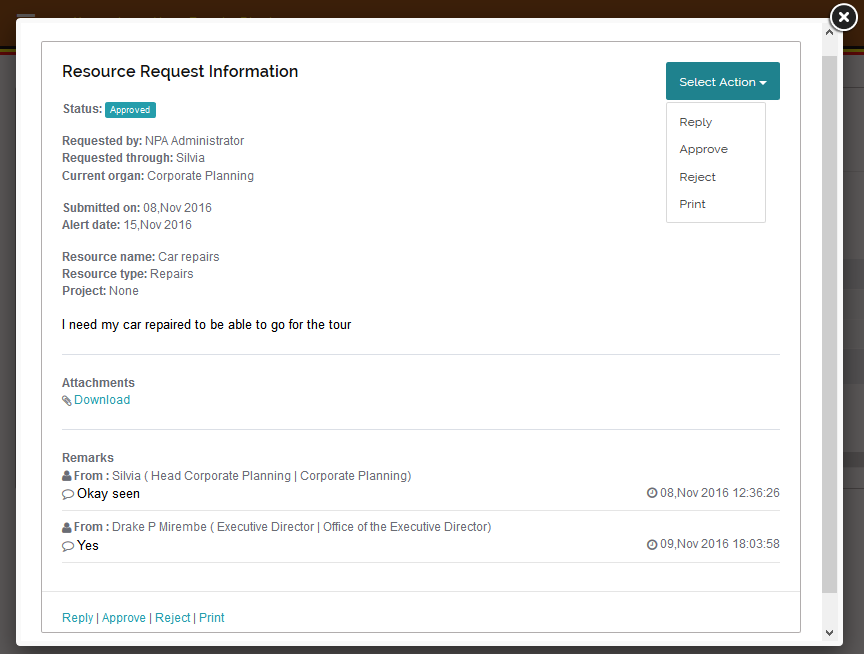 Resource Request Information
Select Action
Status: Approved
Reply
Approve
Reject
Print
Requested by: NPA Administrator
Requested through: Silvia
Current organ: Corporate Planning
Submitted on: 08,Nov 2016
Alert date: 15,Nov 2016
Resource name: Car repairs
Resource type: Repairs
Project: None
I need my car repaired to be able to go for the tour
Attachments
Download
Remarks
From : Silvia ( Head Corporate Planning | Corporate Planning)
Okay seen 08,Nov 2016 12:36:26
From : Drake P Mirembe ( Executive Director | Office of the Executive Director)
Yes 09,Nov 2016 18:03:58
Reply | Approve | Reject | Print